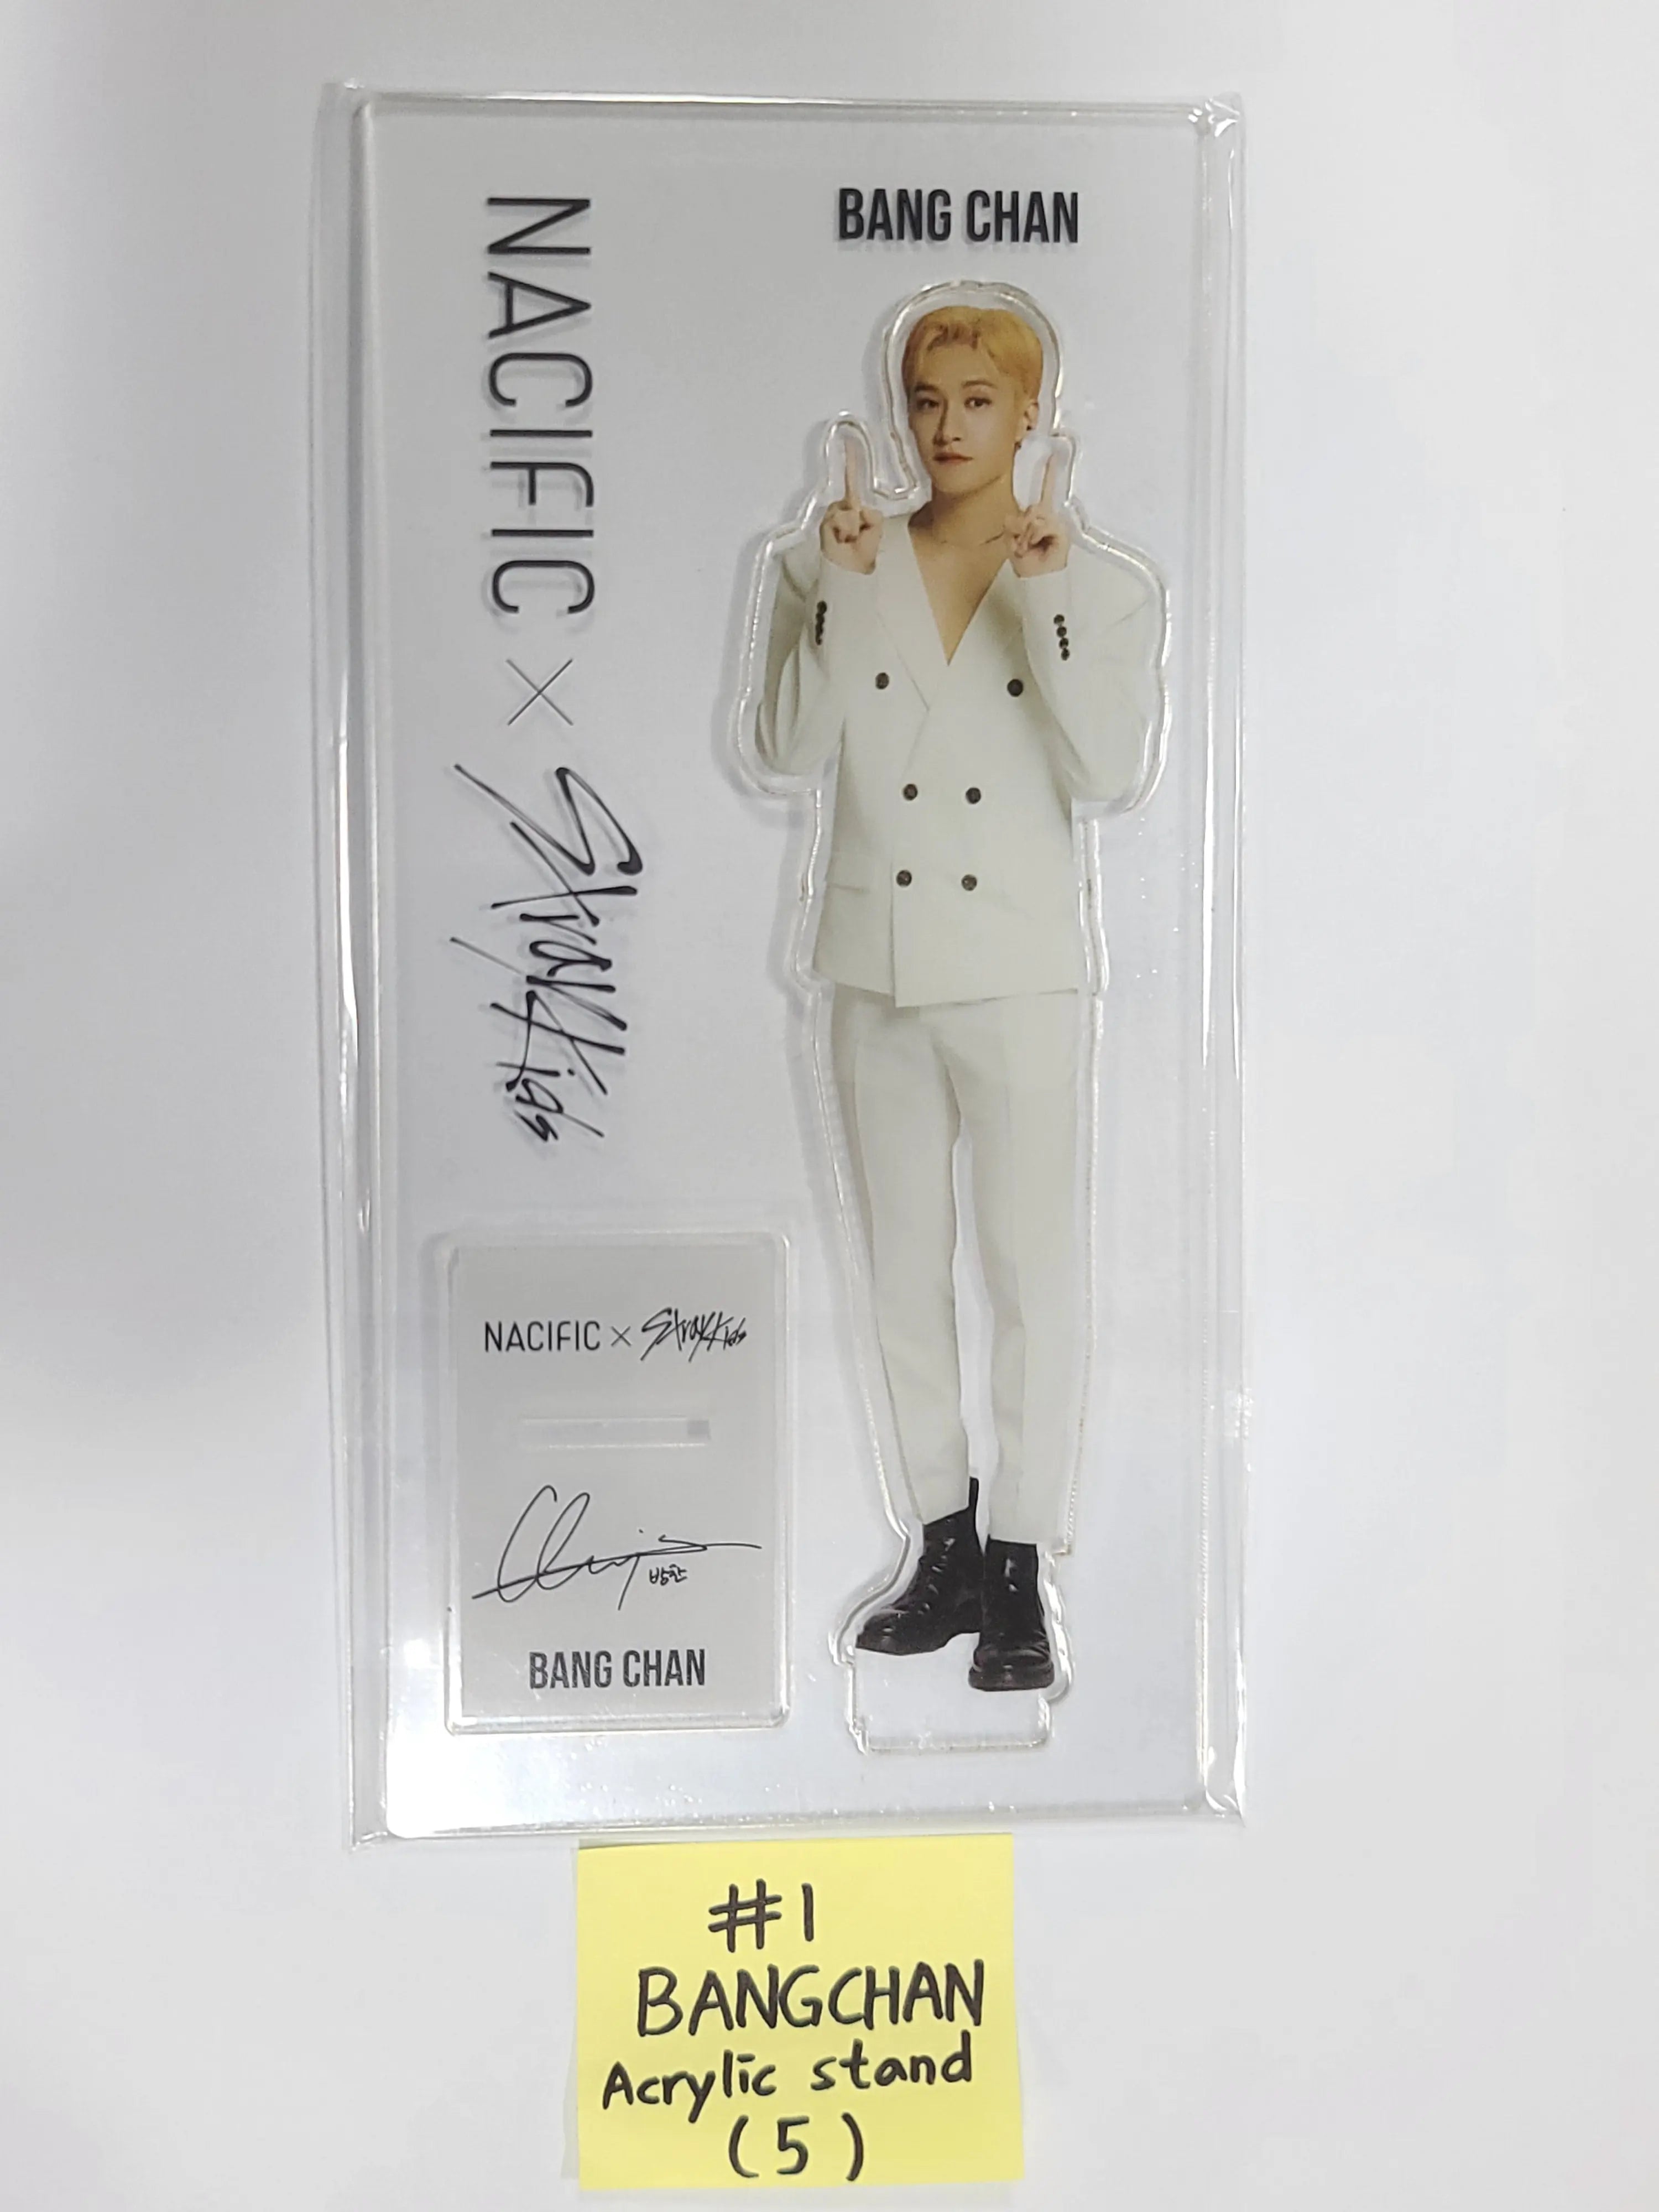 BANG CHAN
NACIFIC × Stray Kids
NACIFIC × Stray Kids
방찬
BANG CHAN
#1
BANGCHAN
Acrylic stand
(5)